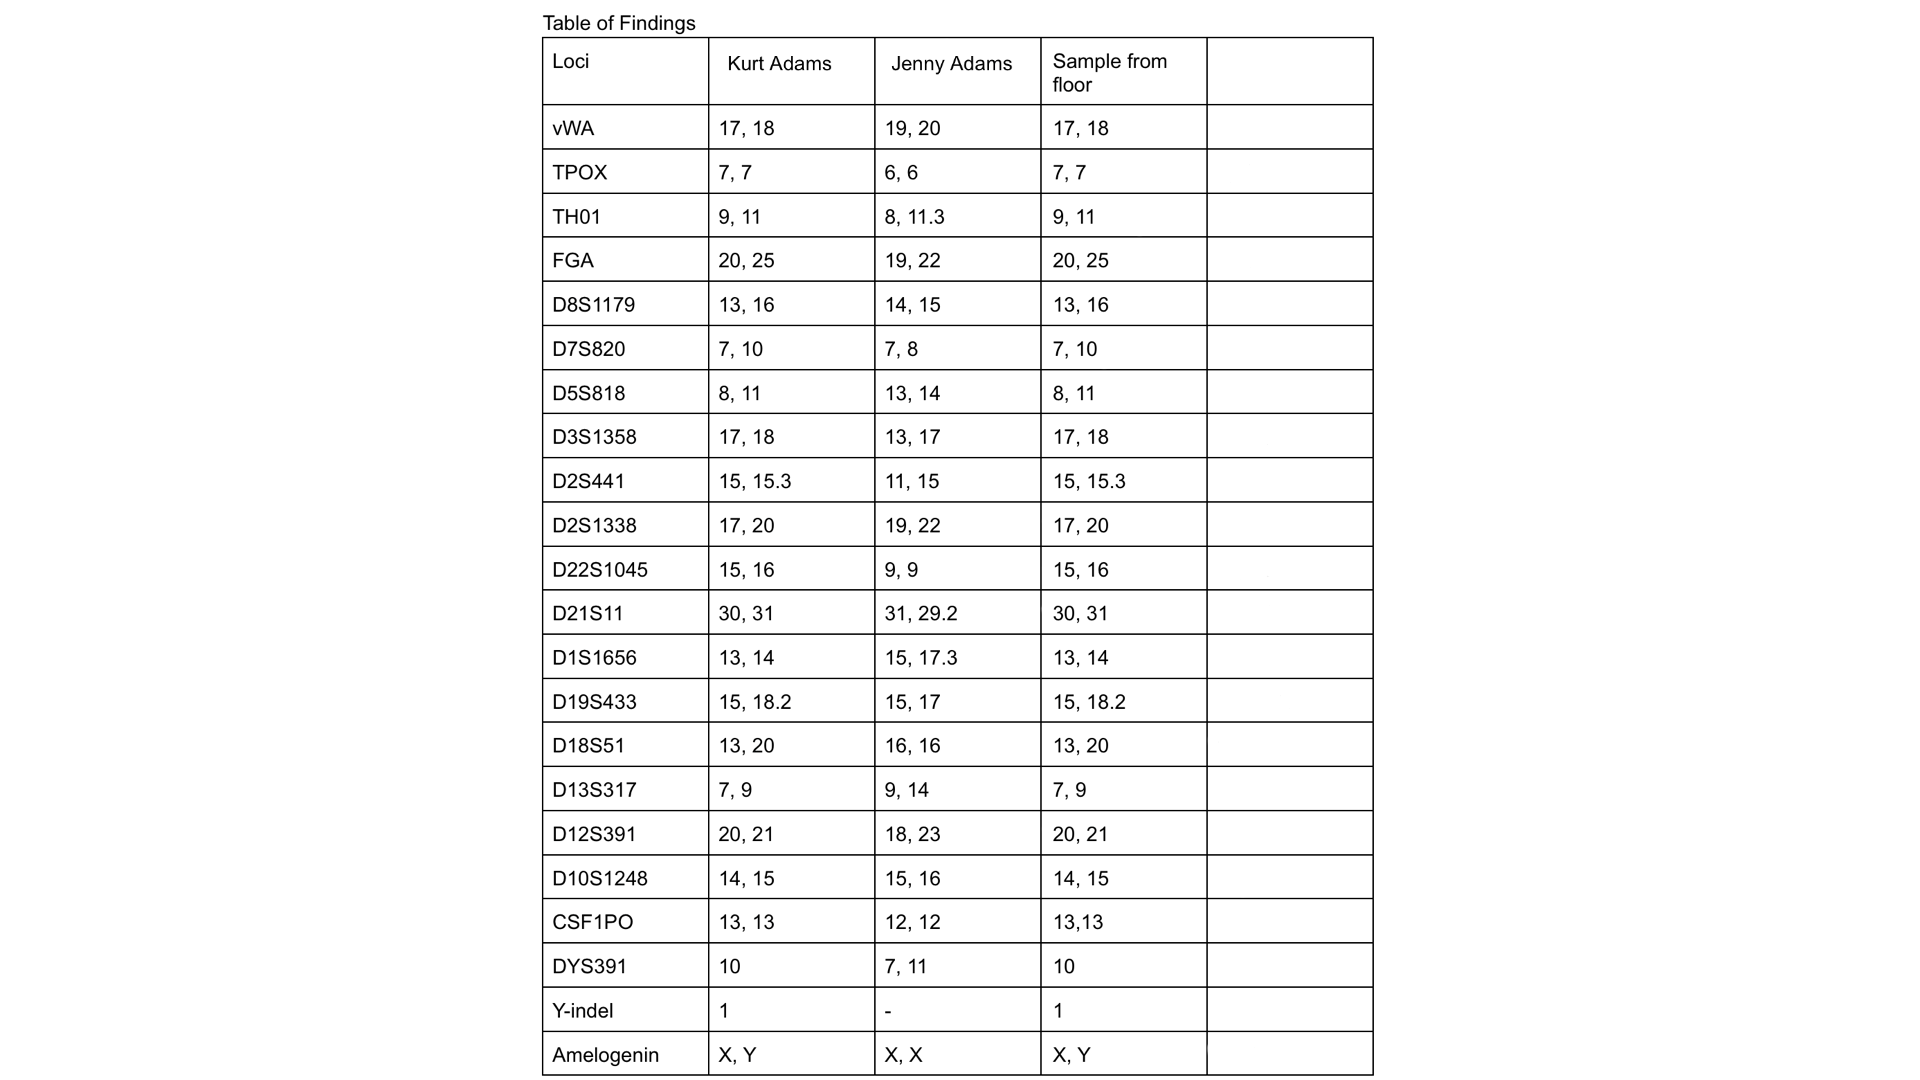 Table of Findings
Loci Kurt Adams Jenny Adams Sample from
floor
vWA 17, 18 19, 20 17, 18
TPOX 7, 7 6, 6 7, 7
TH01 9, 11 8, 11.3 9, 11
FGA 20, 25 19, 22 20, 25
D8S1179 13, 16 14, 15 13, 16
D7S820 7, 10 7, 8 7, 10
D5S818 8, 11 13, 14 8, 11
D3S1358 17, 18 13, 17 17, 18
D2S441 15, 15.3 11, 15 15, 15.3
D2S1338 17, 20 19, 22 17, 20
D22S1045 15, 16 9, 9 15, 16
D21S11 30, 31 31, 29.2 30, 31
D1S1656 13, 14 15, 17.3 13, 14
D19S433 15, 18.2 15, 17 15, 18.2
D18S51 13, 20 16, 16 13, 20
D13S317 7, 9 9, 14 7, 9
D12S391 20, 21 18, 23 20, 21
D10S1248 14, 15 15, 16 14, 15
CSF1PO 13, 13 12, 12 13,13
DYS391 10 7, 11 10
Y-indel 1 - 1
Amelogenin X, Y X, X X, Y